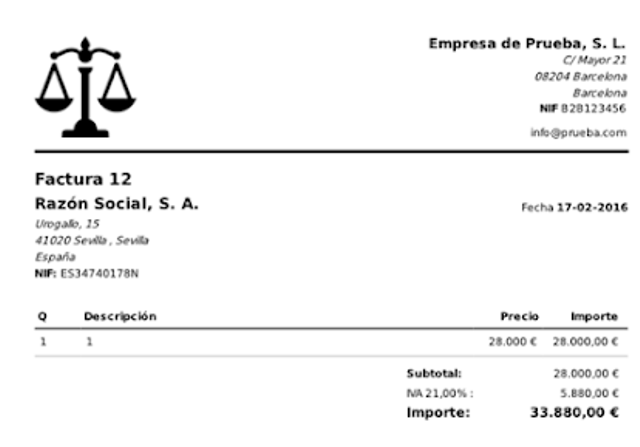 Empresa de Prueba, S. L.
C/ Mayor 21
08204 Barcelona
Barcelona
NIF B28123456
info@prueba.com
Factura 12
Razón Social, S. A.
Fecha 17-02-2016
Urogallo, 15
41020 Sevilla , Sevilla
España
NIF: ES34740178N
Q Descripción Precio Importe
1 1 28.000 € 28.000,00 €
Subtotal: 28.000,00 €
IVA 21,00% : 5.880,00 €
Importe: 33.880,00 €